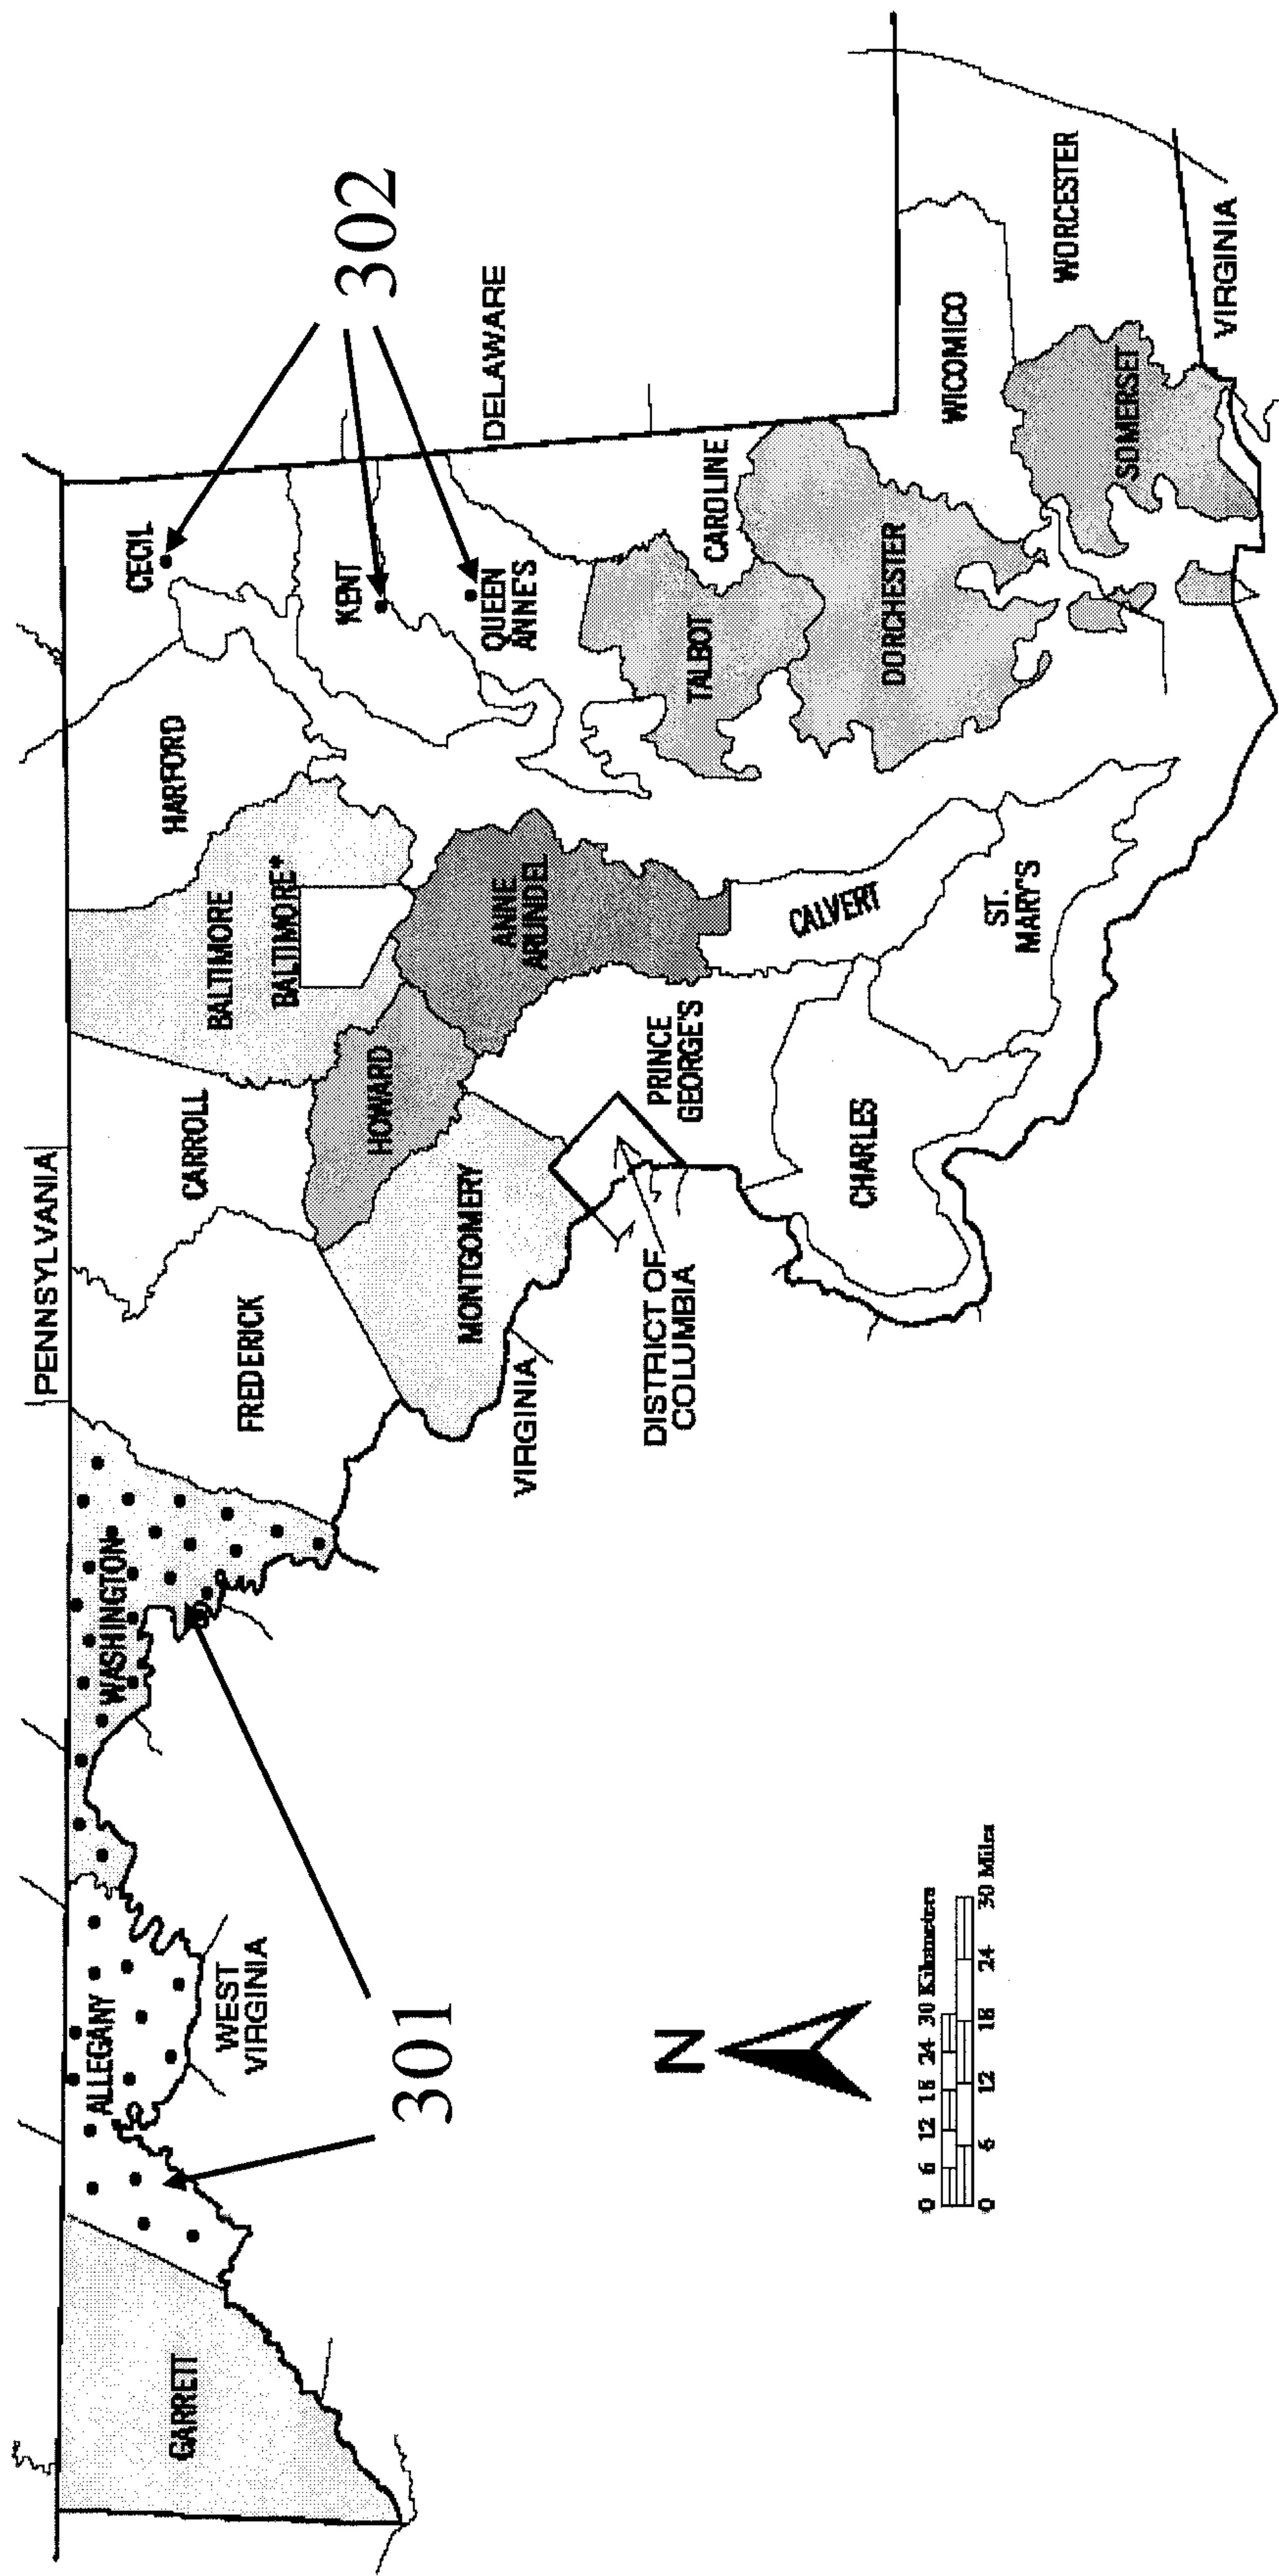 PENNSYLVANIA
GARRETT
ALLEGANY
WASHINGTON
FREDERICK
CARROLL
BALTIMORE
BALTIMORE*
HARFORD
CECIL
KENT
QUEEN
ANNE'S
302
DELAWARE
301
WEST
VIRGINIA
HOWARD
MONTGOMERY
ANNE
ARUNDEL
VIRGINIA
DISTRICT OF
COLUMBIA
PRINCE
GEORGE'S
TALBOT
CAROLINE
CALVERT
CHARLES
ST.
MARY'S
DORCHESTER
WICOMICO
WORCESTER
SOMERSET
VIRGINIA
N
0 6 12 18 24 30 Kilometers
0 6 12 18 24 30 Miles